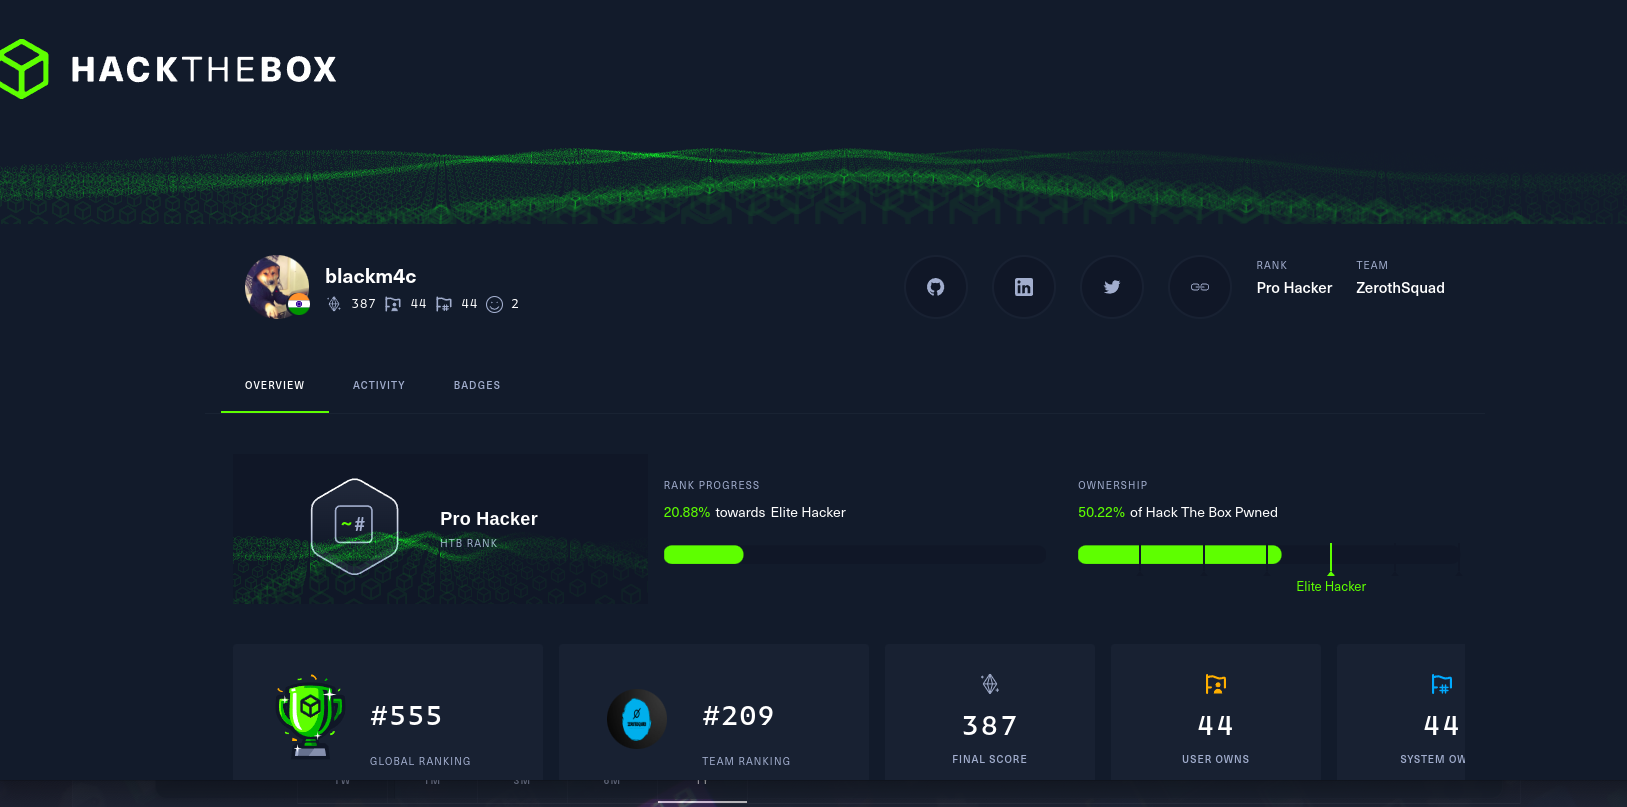 HACKTHEBOX
blackm4c
387 44 44 2
RANK
Pro Hacker
TEAM
ZerothSquad
OVERVIEW ACTIVITY BADGES
~#
Pro Hacker
HTB RANK
RANK PROGRESS
20.88% towards Elite Hacker
OWNERSHIP
50.22% of Hack The Box Pwned
Elite Hacker
#555
GLOBAL RANKING
#209
TEAM RANKING
387
FINAL SCORE
44
USER OWNS
44
SYSTEM OW